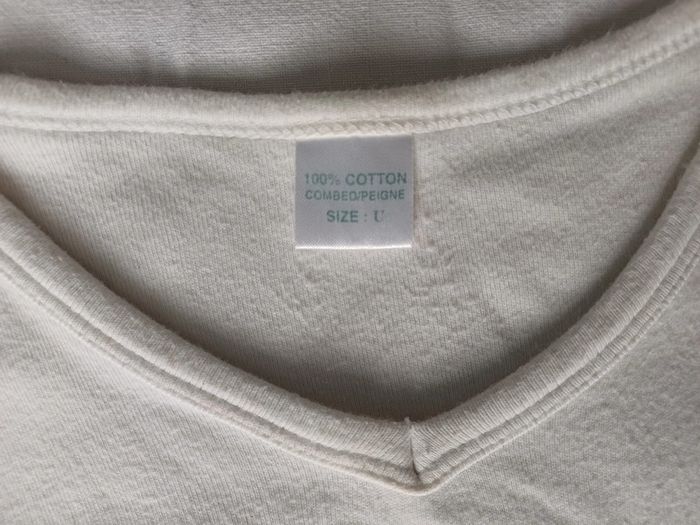 100% COTTON
COMBED/PEIGNE
SIZE : U